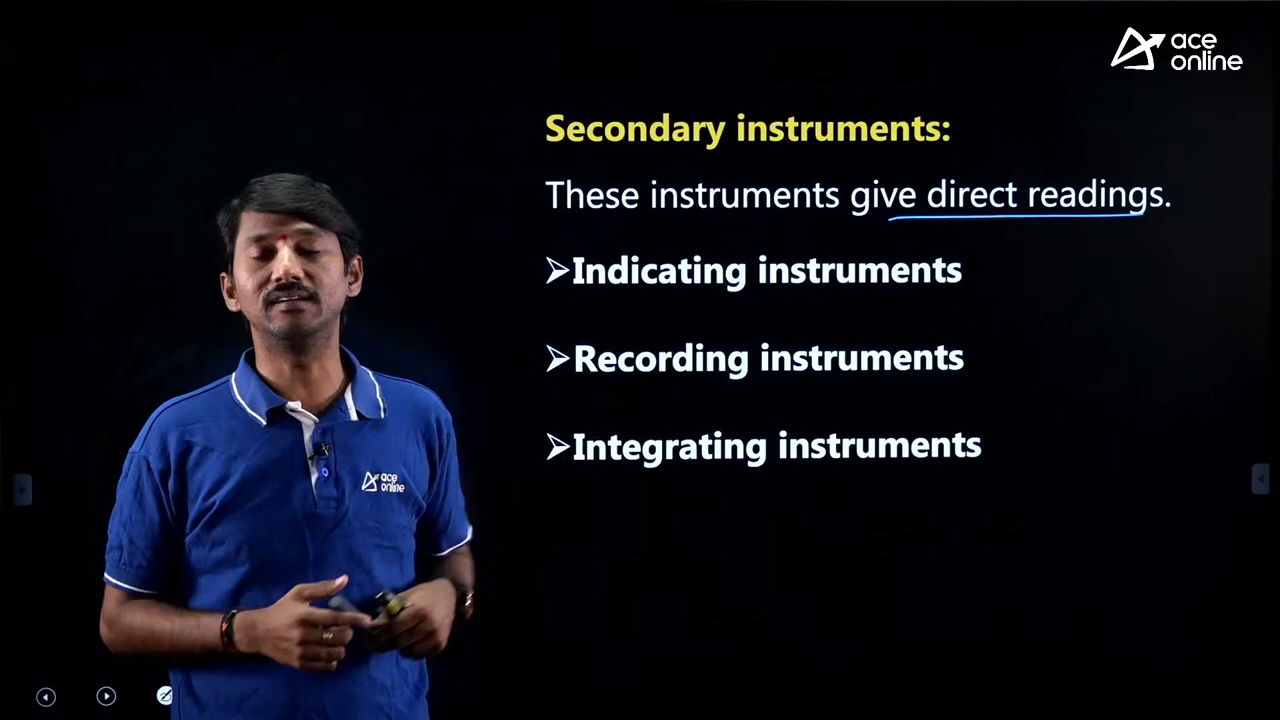 ace
online
Secondary instruments:
These instruments give direct readings.
➢Indicating instruments
➢Recording instruments
➢Integrating instruments
ace
online